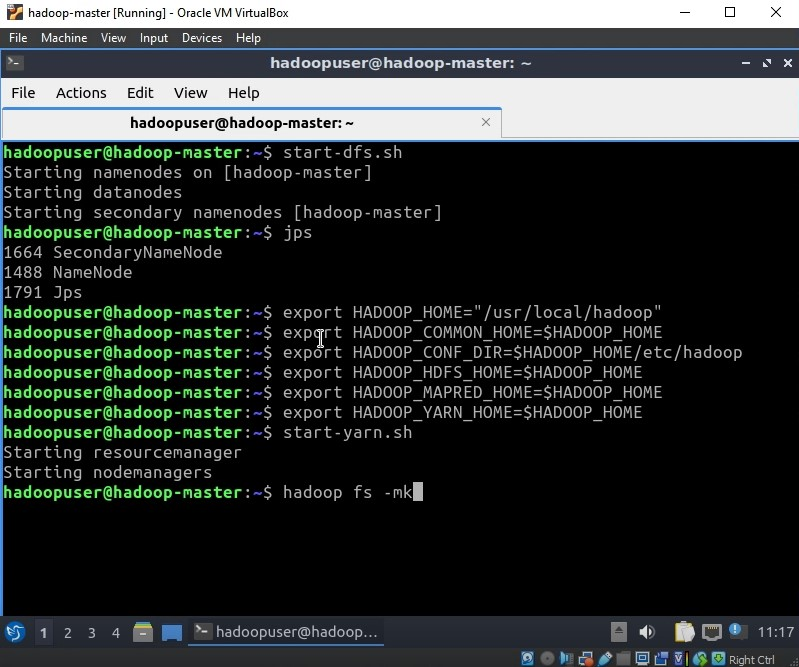 hadoop-master [Running] - Oracle VM VirtualBox
File Machine View Input Devices Help
hadoopuser@hadoop-master: ~
File Actions Edit View Help
hadoopuser@hadoop-master: ~
hadoopuser@hadoop-master:~$ start-dfs.sh
Starting namenodes on [hadoop-master]
Starting datanodes
Starting secondary namenodes [hadoop-master]
hadoopuser@hadoop-master:~$ jps
1664 SecondaryNameNode
1488 NameNode
1791 Jps
hadoopuser@hadoop-master:~$ export HADOOP_HOME="/usr/local/hadoop"
hadoopuser@hadoop-master:~$ export HADOOP_COMMON_HOME=$HADOOP_HOME
hadoopuser@hadoop-master:~$ export HADOOP_CONF_DIR=$HADOOP_HOME/etc/hadoop
hadoopuser@hadoop-master:~$ export HADOOP_HDFS_HOME=$HADOOP_HOME
hadoopuser@hadoop-master:~$ export HADOOP_MAPRED_HOME=$HADOOP_HOME
hadoopuser@hadoop-master:~$ export HADOOP_YARN_HOME=$HADOOP_HOME
hadoopuser@hadoop-master:~$ start-yarn.sh
Starting resourcemanager
Starting nodemanagers
hadoopuser@hadoop-master:~$ hadoop fs -mk
1 2 3 4 hadoopuser@hadoop... 11:17
Right Ctrl